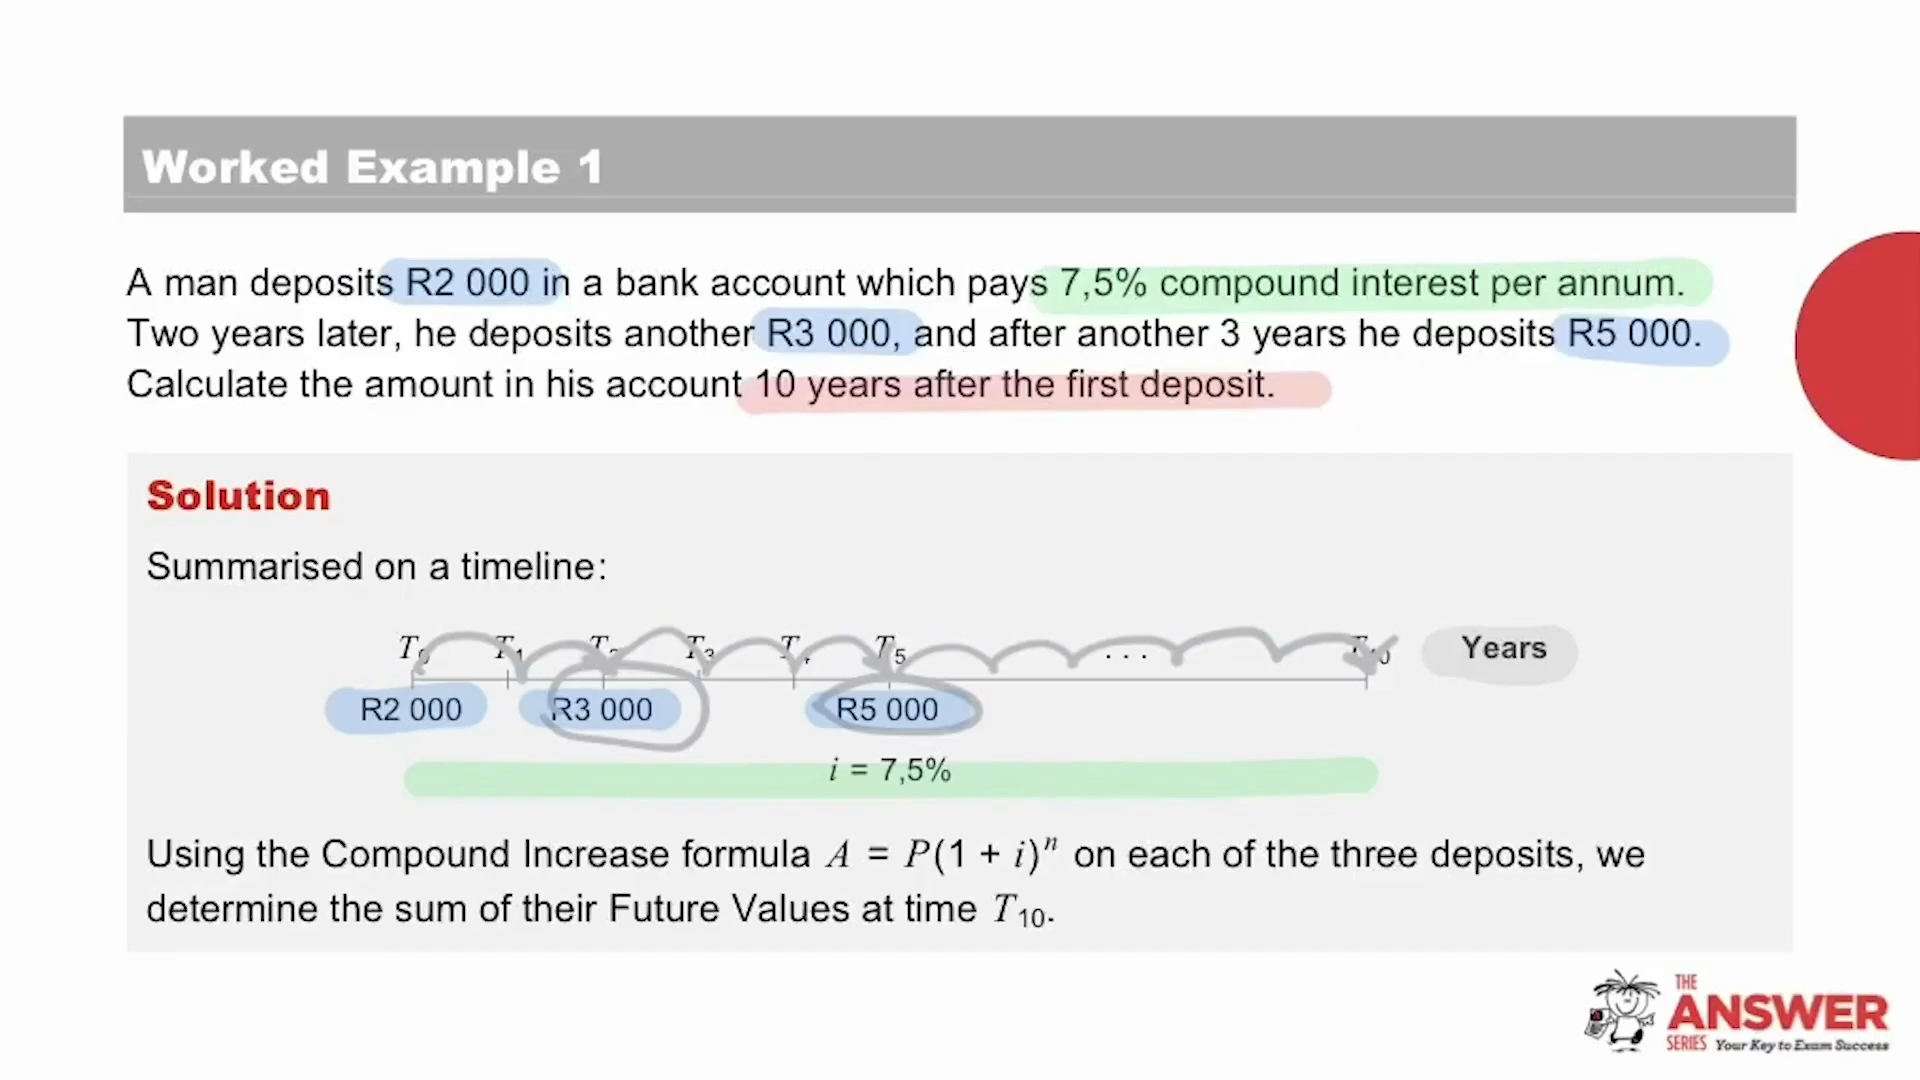 Worked Example 1
A man deposits R2 000 in a bank account which pays 7,5% compound interest per annum.
Two years later, he deposits another R3 000, and after another 3 years he deposits R5 000.
Calculate the amount in his account 10 years after the first deposit.
Solution
Summarised on a timeline:
T0 T1 T2 T3 T4 T5 . . . T10 Years
R2 000 R3 000 R5 000
i = 7,5%
Using the Compound Increase formula A = P(1 + i)ⁿ on each of the three deposits, we
determine the sum of their Future Values at time T₁₀.
THE
ANSWER
SERIES Your Key to Exam Success